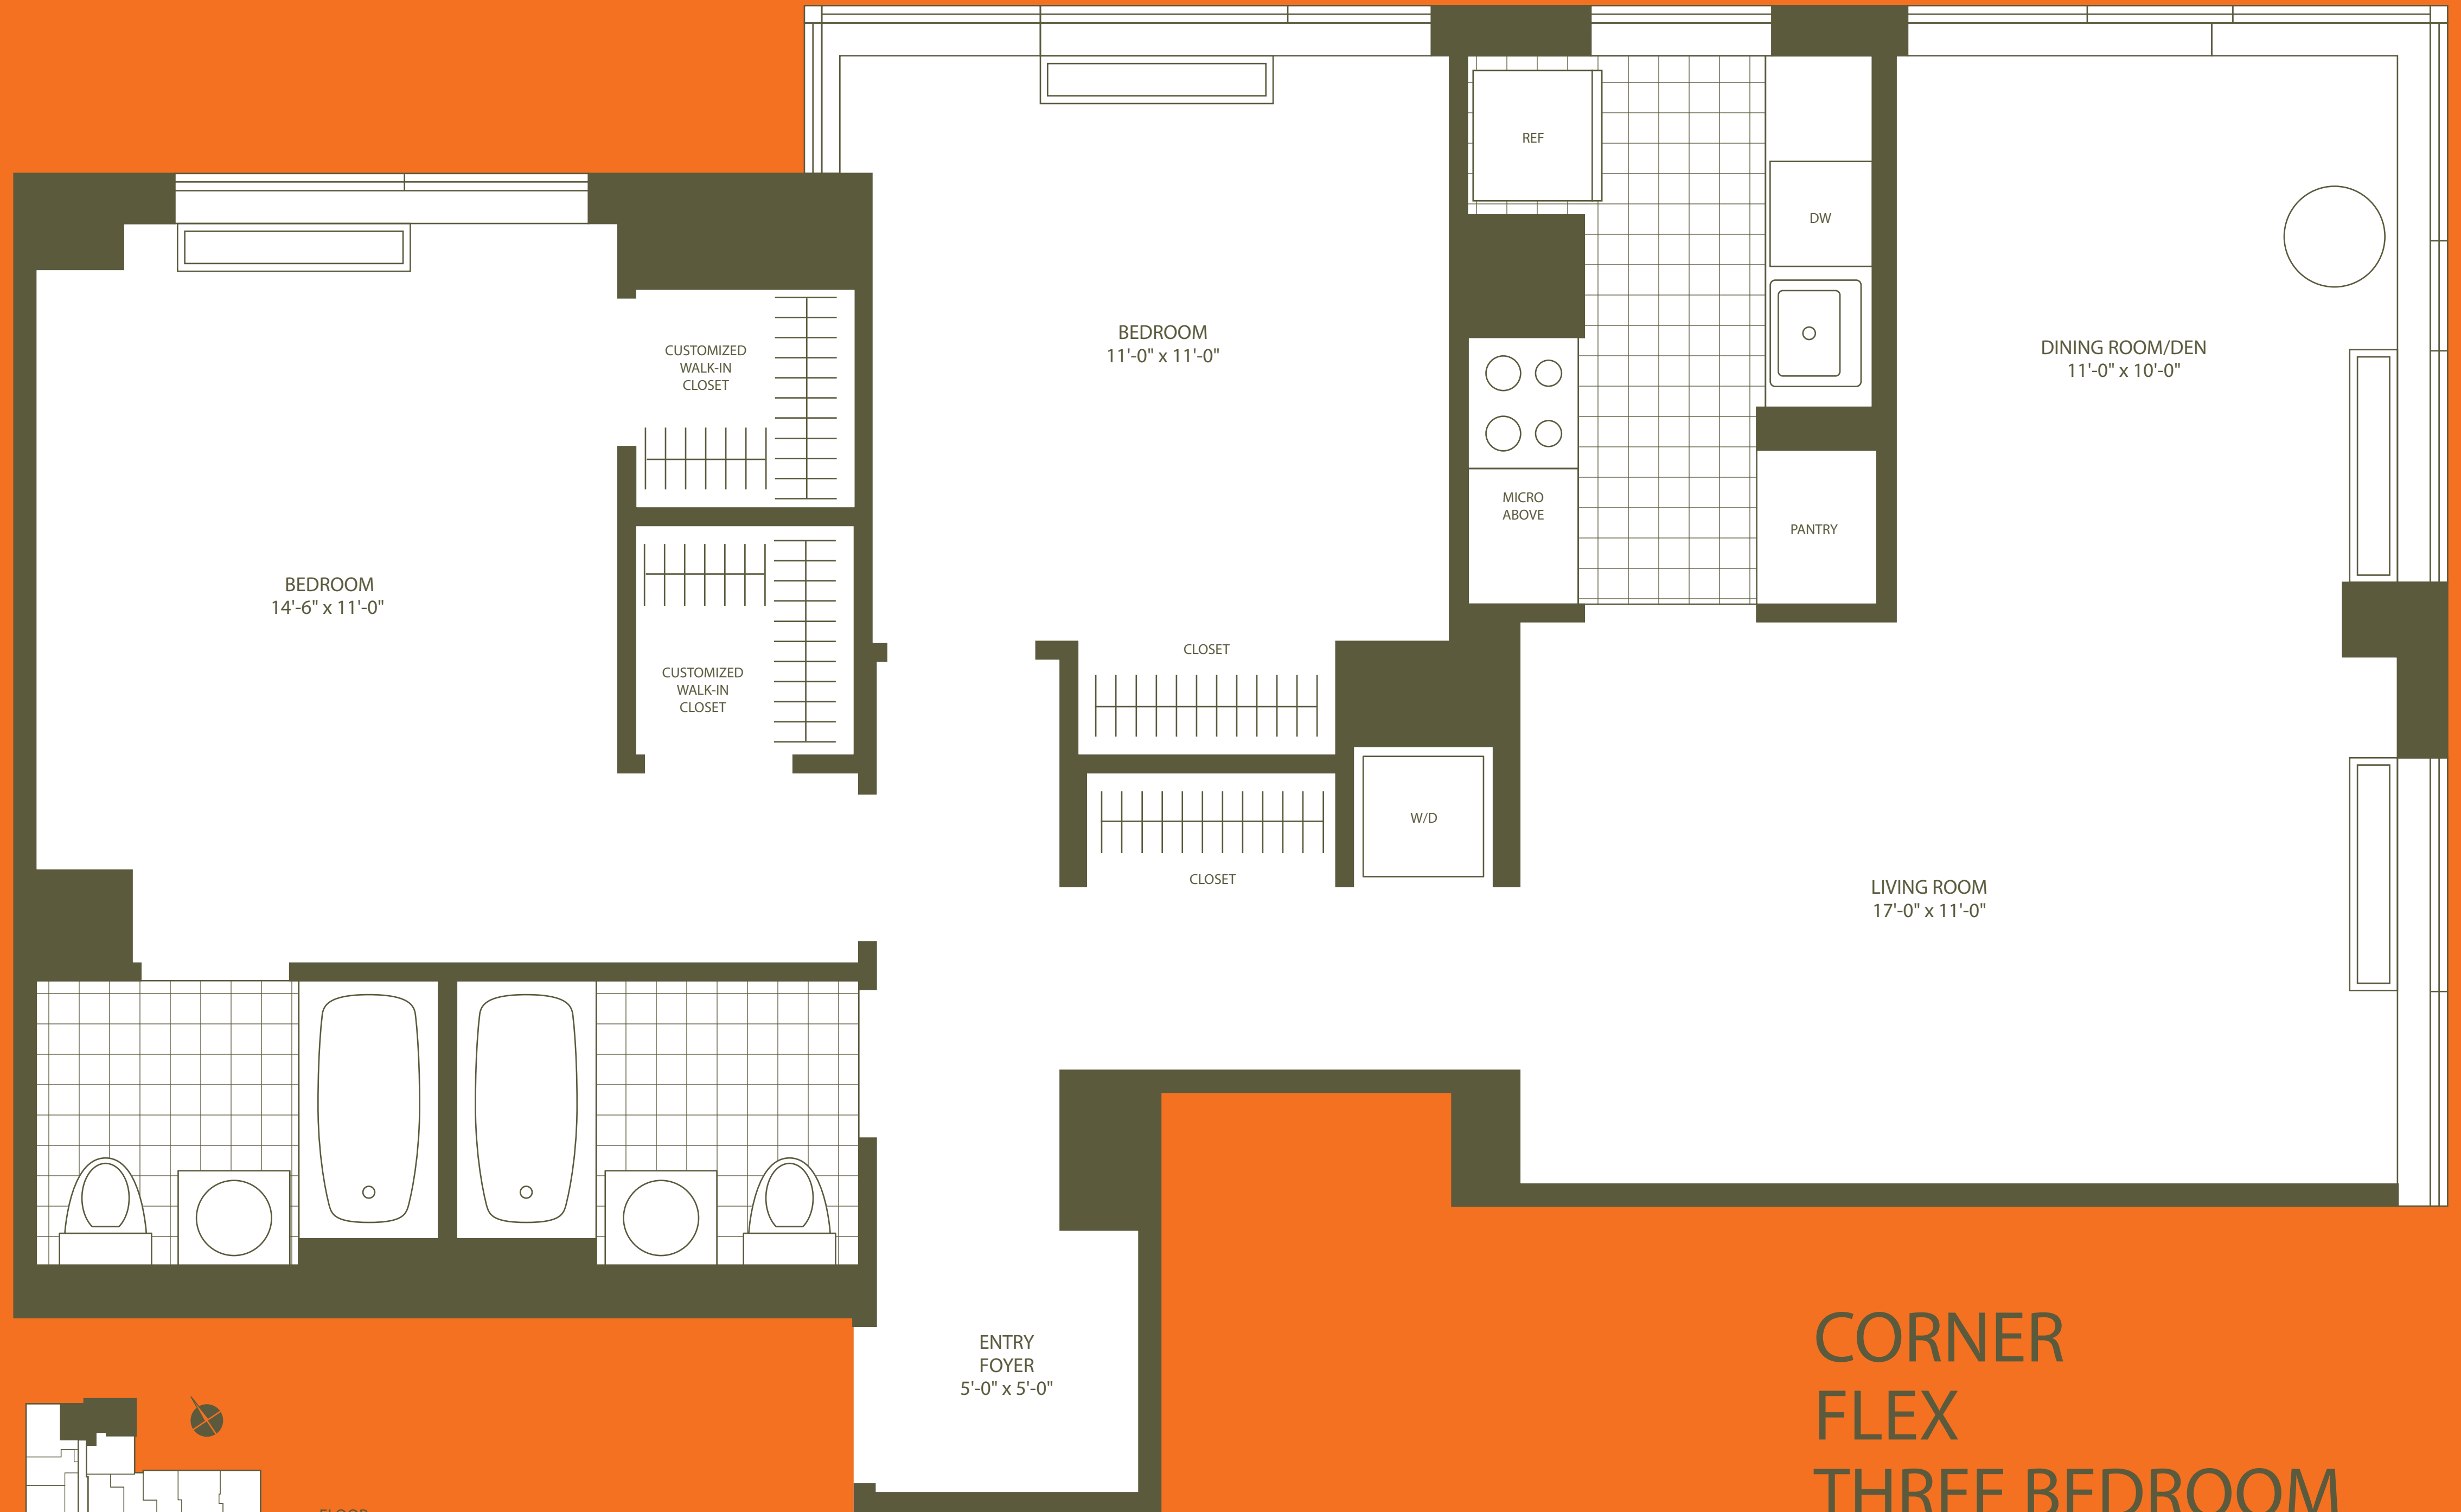 REF
DW
BEDROOM
11'-0" x 11'-0"
DINING ROOM/DEN
11'-0" x 10'-0"
CUSTOMIZED
WALK-IN
CLOSET
MICRO
ABOVE
PANTRY
BEDROOM
14'-6" x 11'-0"
CUSTOMIZED
WALK-IN
CLOSET
CLOSET
W/D
CLOSET
LIVING ROOM
17'-0" x 11'-0"
ENTRY
FOYER
5'-0" x 5'-0"
CORNER
FLEX
THREE BEDROOM
FLOOR